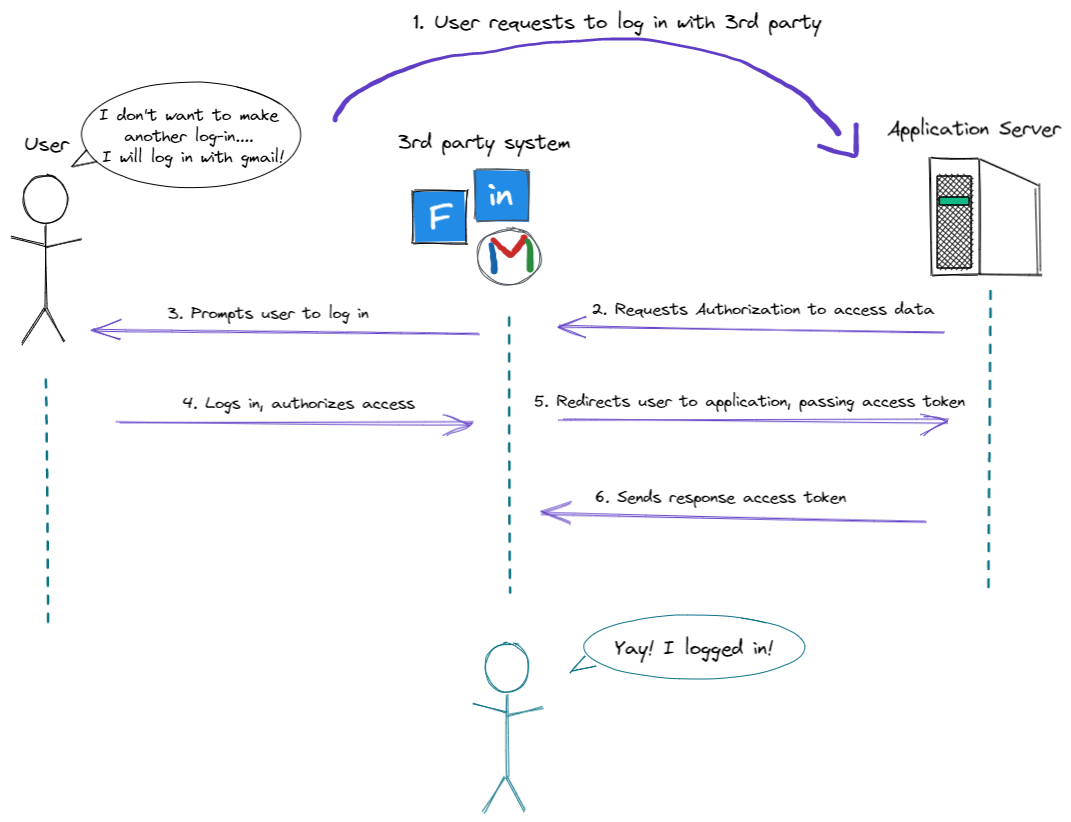 1. User requests to log in with 3rd party
I don't want to make
another log-in....
I will log in with gmail!
User
3rd party system
Application Server
F
in
M
3. Prompts user to log in
2. Requests Authorization to access data
4. Logs in, authorizes access
5. Redirects user to application, passing access token
6. Sends response access token
Yay! I logged in!